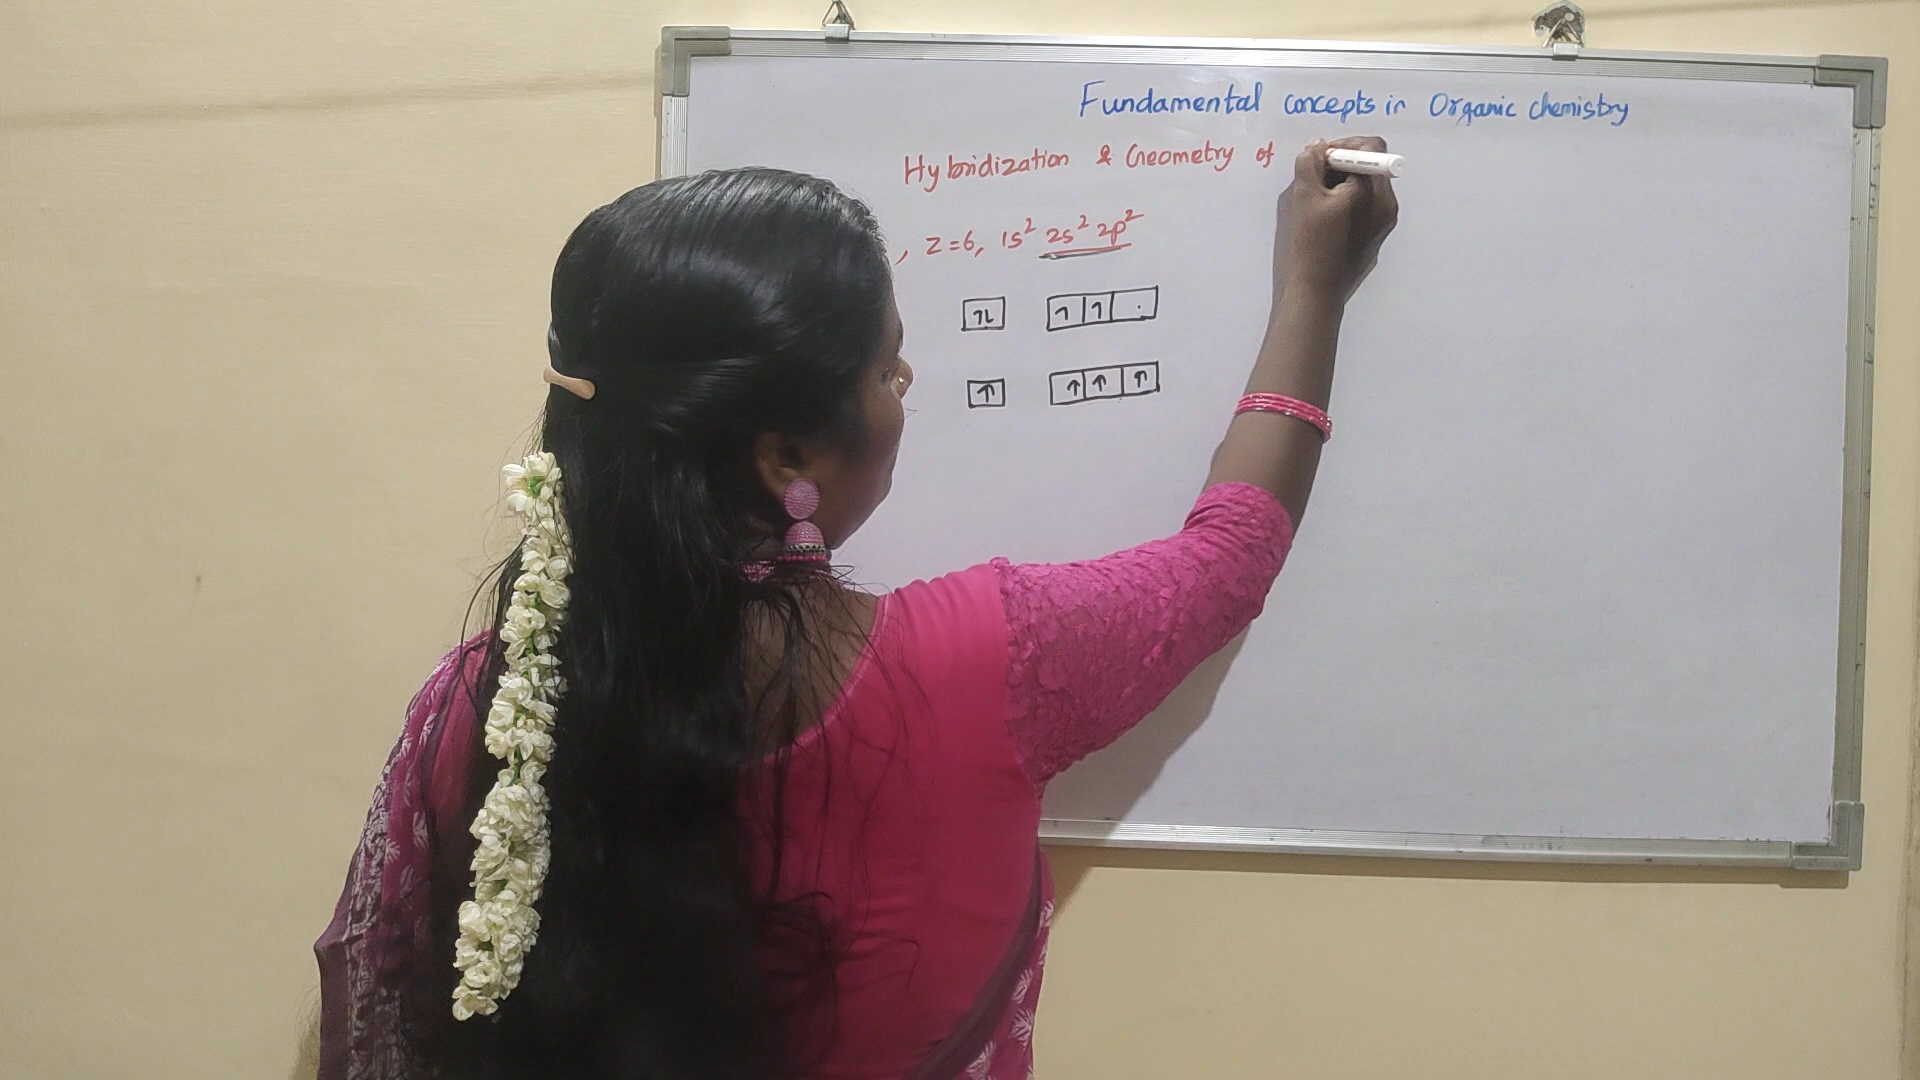 Fundamental concepts in Organic chemistry
Hybridization & Geometry of
, Z=6, 1s² 2s² 2p²
↿⇂ ↿ ↿
↑ ↑ ↑ ↑